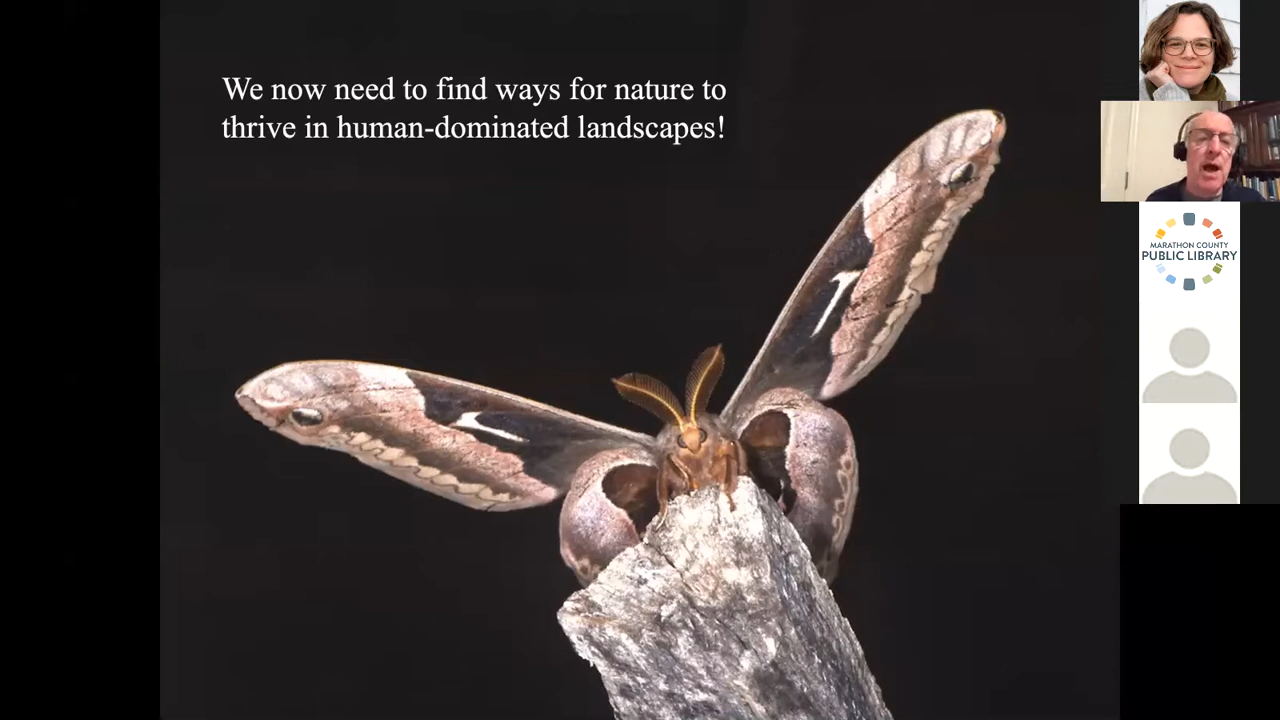 We now need to find ways for nature to
thrive in human-dominated landscapes!
MARATHON COUNTY
PUBLIC LIBRARY